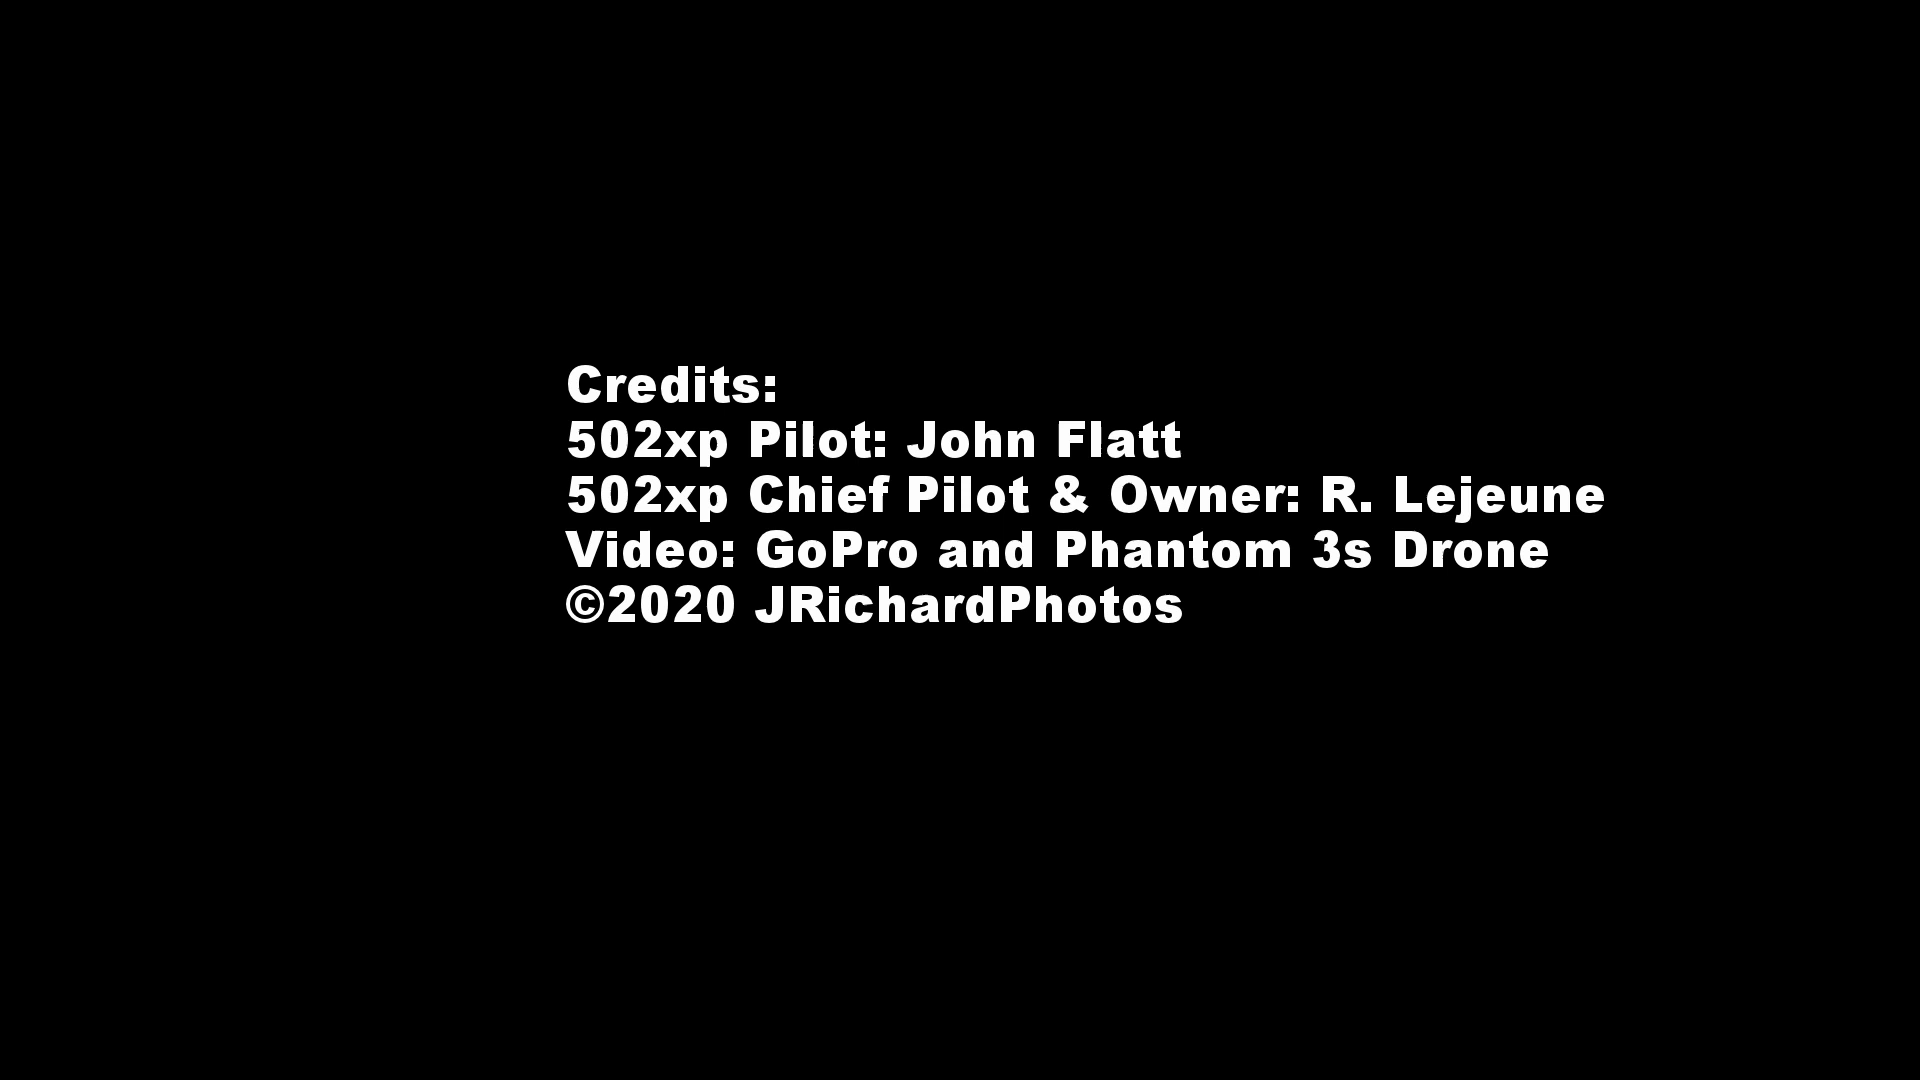 Credits:
502xp Pilot: John Flatt
502xp Chief Pilot & Owner: R. Lejeune
Video: GoPro and Phantom 3s Drone
©2020 JRichardPhotos